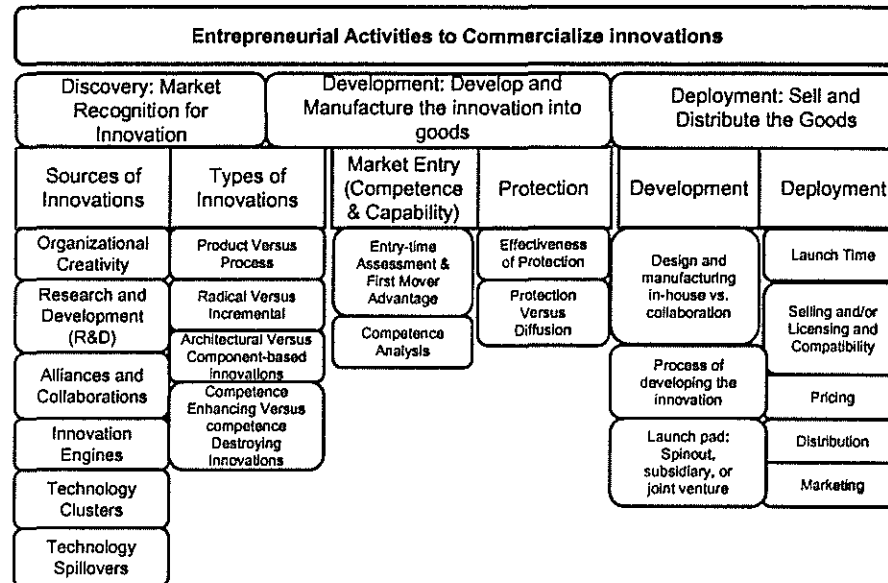 Entrepreneurial Activities to Commercialize innovations
Discovery: Market
Recognition for
Innovation
Development: Develop and
Manufacture the innovation into
goods
Deployment: Sell and
Distribute the Goods
Sources of
Innovations
Types of
Innovations
Market Entry
(Competence
& Capability)
Protection
Development
Deployment
Organizational
Creativity
Research and
Development
(R&D)
Alliances and
Collaborations
Innovation
Engines
Technology
Clusters
Technology
Spillovers
Product Versus
Process
Radical Versus
Incremental
Architectural Versus
Component-based
innovations
Competence
Enhancing Versus
competence
Destroying
Innovations
Entry-time
Assessment &
First Mover
Advantage
Competence
Analysis
Effectiveness
of Protection
Protection
Versus
Diffusion
Design and
manufacturing
in-house vs.
collaboration
Process of
developing the
innovation
Launch pad:
Spinout,
subsidiary, or
joint venture
Launch Time
Selling and/or
Licensing and
Compatibility
Pricing
Distribution
Marketing